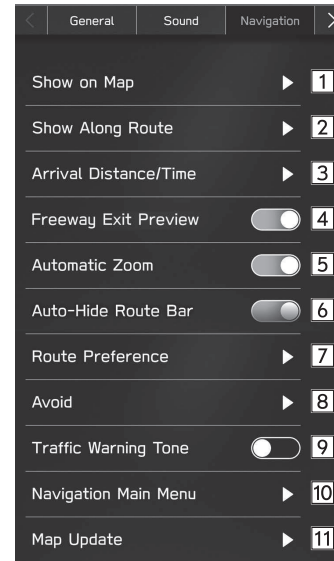 General Sound Navigation
Show on Map 1
Show Along Route 2
Arrival Distance/Time 3
Freeway Exit Preview 4
Automatic Zoom 5
Auto-Hide Route Bar 6
Route Preference 7
Avoid 8
Traffic Warning Tone 9
Navigation Main Menu 10
Map Update 11